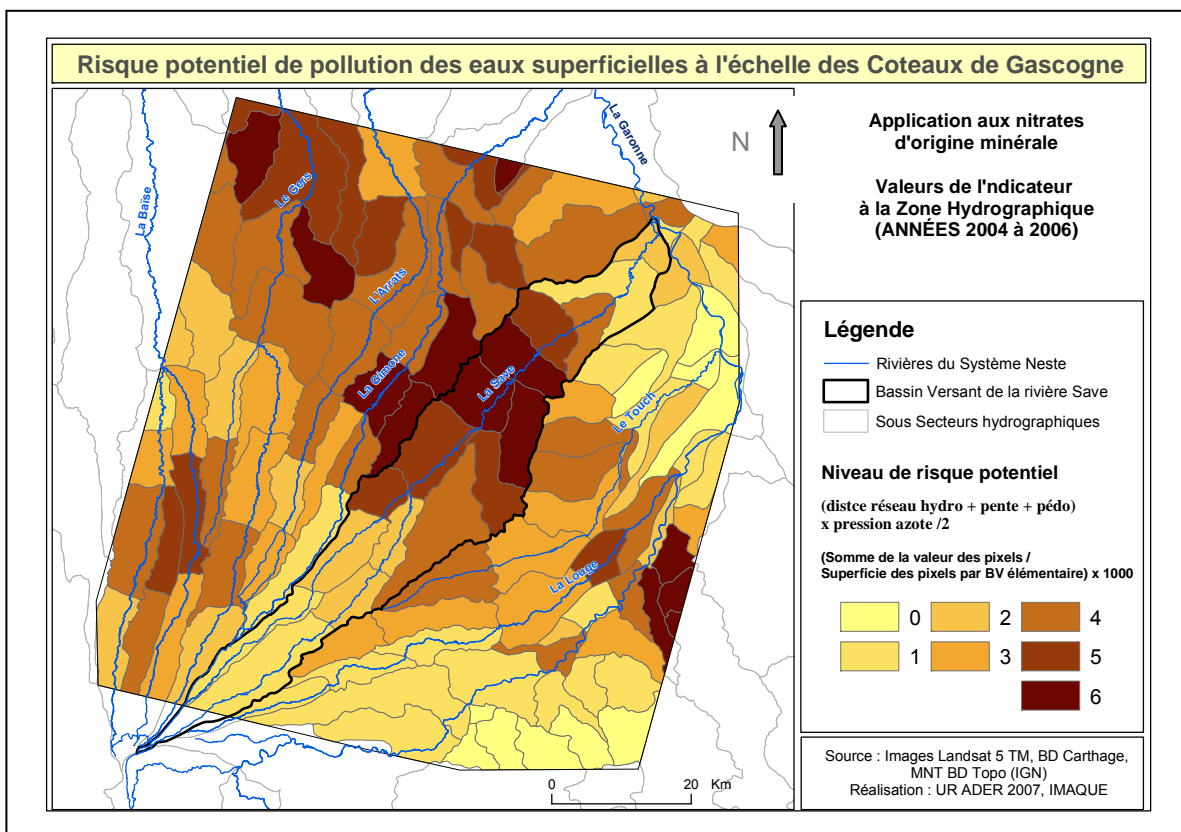 Risque potentiel de pollution des eaux superficielles à l'échelle des Coteaux de Gascogne
La Baïse
Le Gers
L'Arrats
La Gimone
La Save
La Garonne
Le Touch
La Louge
N
0 20 Km
Application aux nitrates
d'origine minérale
Valeurs de l'Indicateur
à la Zone Hydrographique
(ANNÉES 2004 à 2006)
Légende
Rivières du Système Neste
Bassin Versant de la rivière Save
Sous Secteurs hydrographiques
Niveau de risque potentiel
(distce réseau hydro + pente + pédo)
x pression azote /2
(Somme de la valeur des pixels /
Superficie des pixels par BV élémentaire) x 1000
0 2 4
1 3 5
6
Source : Images Landsat 5 TM, BD Carthage,
MNT BD Topo (IGN)
Réalisation : UR ADER 2007, IMAQUE